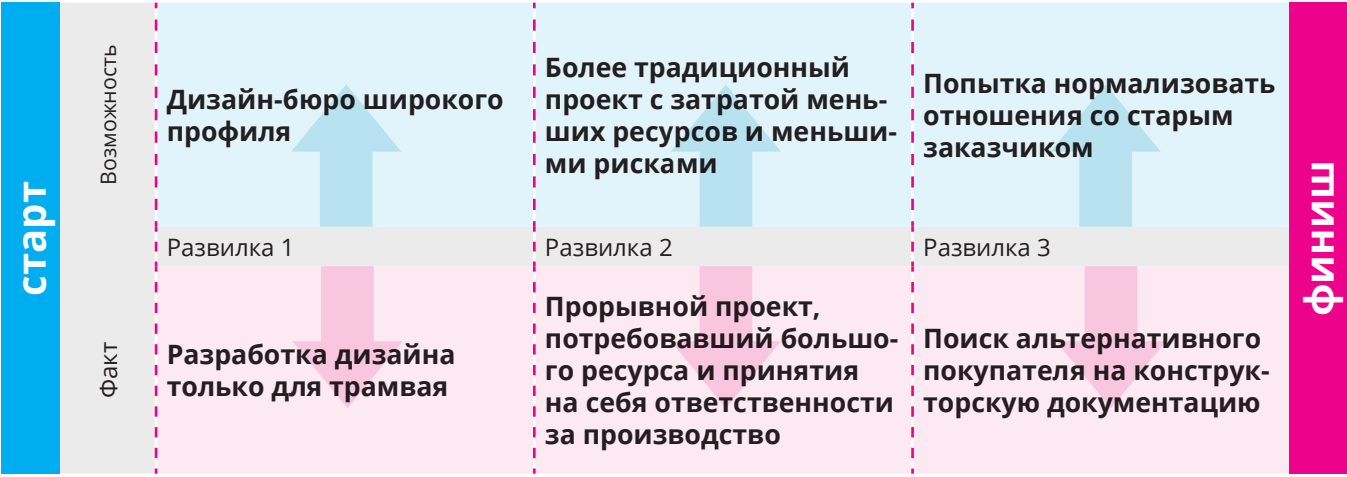 старт
Возможность
Дизайн-бюро широкого
профиля
Более традиционный
проект с затратой мень-
ших ресурсов и меньши-
ми рисками
Попытка нормализовать
отношения со старым
заказчиком
Развилка 1
Развилка 2
Развилка 3
Факт
Разработка дизайна
только для трамвая
Прорывной проект,
потребовавший большо-
го ресурса и принятия
на себя ответственности
за производство
Поиск альтернативного
покупателя на конструк-
торскую документацию
финиш